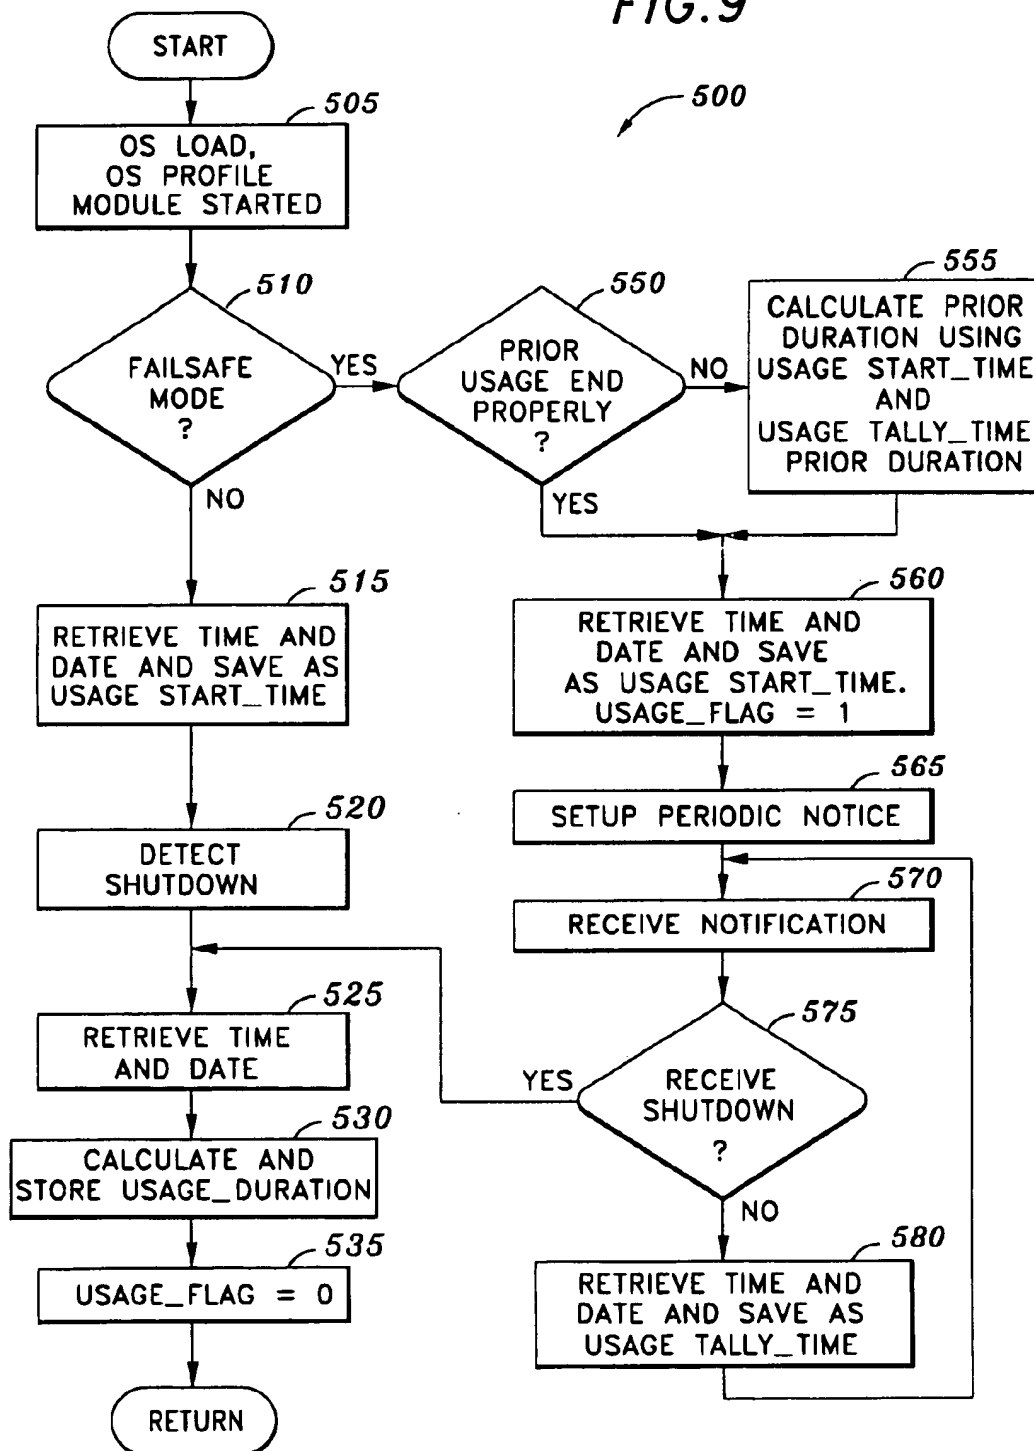 FIG.9
START
500
505
OS LOAD,
OS PROFILE
MODULE STARTED
510
FAILSAFE
MODE
?
YES
NO
550
PRIOR
USAGE END
PROPERLY
?
NO
YES
555
CALCULATE PRIOR
DURATION USING
USAGE START_TIME
AND
USAGE TALLY_TIME
PRIOR DURATION
515
RETRIEVE TIME AND
DATE AND SAVE AS
USAGE START_TIME
560
RETRIEVE TIME AND
DATE AND SAVE
AS USAGE START_TIME.
USAGE_FLAG = 1
565
SETUP PERIODIC NOTICE
520
DETECT
SHUTDOWN
570
RECEIVE NOTIFICATION
525
RETRIEVE TIME
AND DATE
575
RECEIVE
SHUTDOWN
?
YES
NO
530
CALCULATE AND
STORE USAGE_DURATION
535
USAGE_FLAG = 0
580
RETRIEVE TIME AND
DATE AND SAVE AS
USAGE TALLY_TIME
RETURN